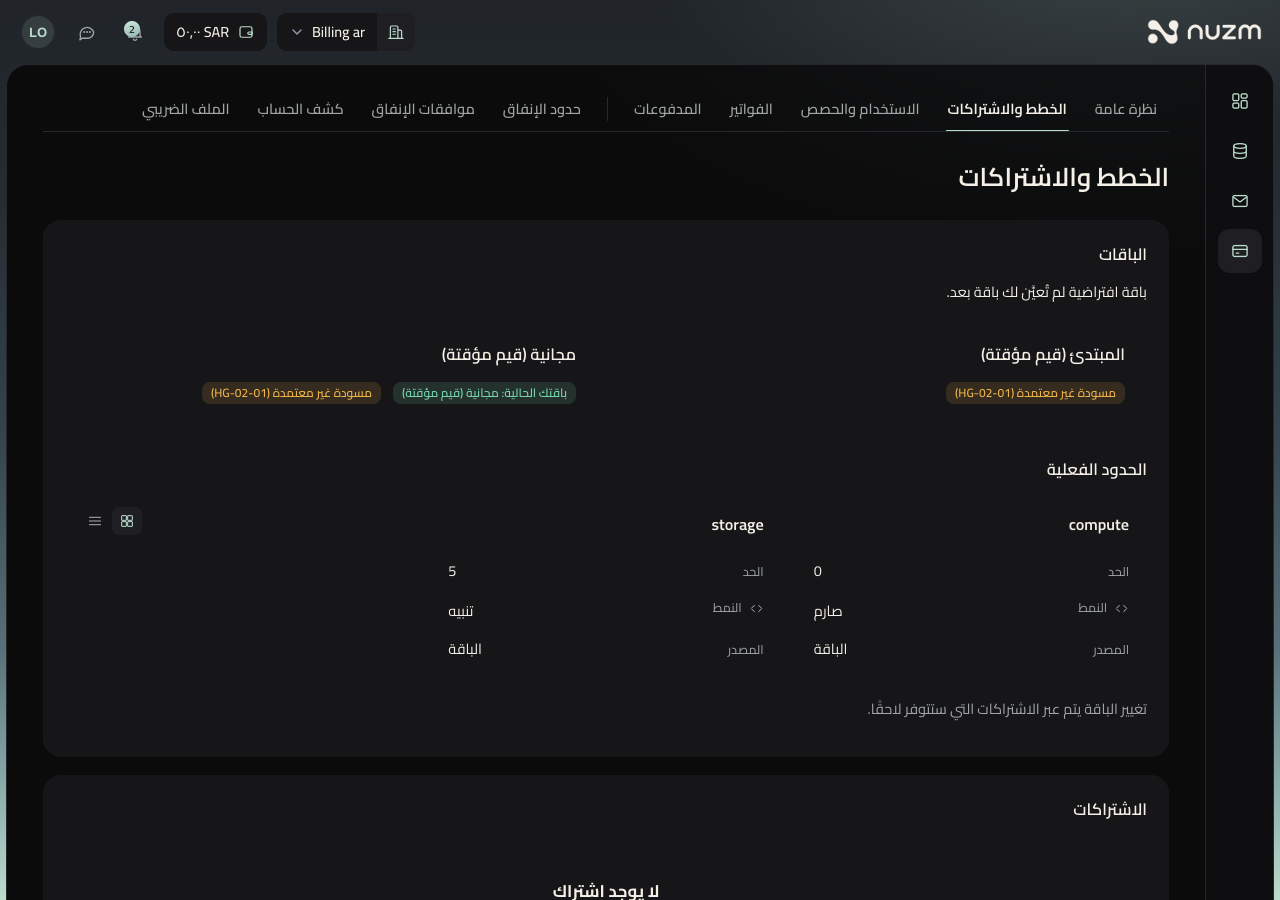 nuzm
Billing ar
٥٠,٠٠ SAR
2
LO
نظرة عامة
الخطط والاشتراكات
الاستخدام والحصص
الفواتير
المدفوعات
حدود الإنفاق
موافقات الإنفاق
كشف الحساب
الملف الضريبي
الخطط والاشتراكات
الباقات
باقة افتراضية لم تُعيَّن لك باقة بعد.
المبتدئ (قيم مؤقتة)
مسودة غير معتمدة (HG-02-01)
مجانية (قيم مؤقتة)
باقتك الحالية: مجانية (قيم مؤقتة)
مسودة غير معتمدة (HG-02-01)
الحدود الفعلية
compute
الحد 0
النمط صارم
المصدر الباقة
storage
الحد 5
النمط تنبيه
المصدر الباقة
تغيير الباقة يتم عبر الاشتراكات التي ستتوفر لاحقًا.
الاشتراكات
لا يوجد اشتراك